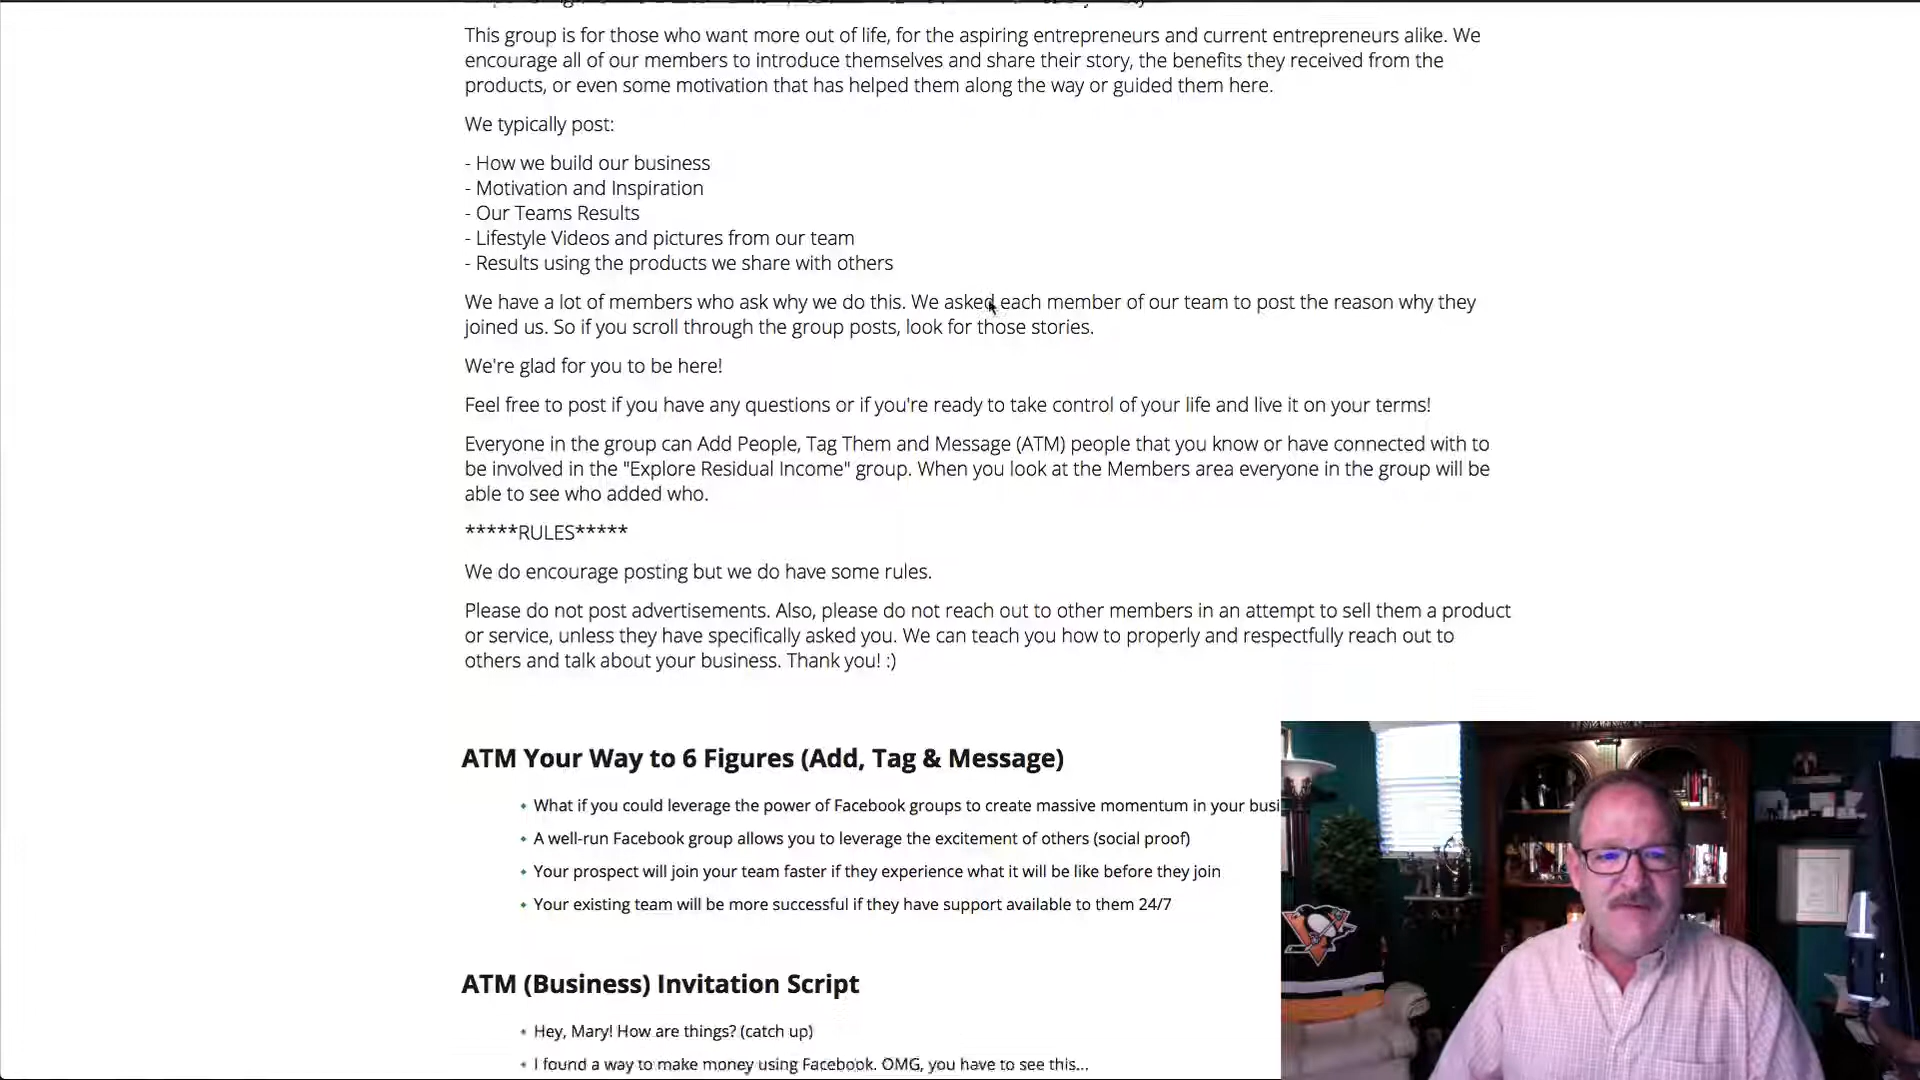 This group is for those who want more out of life, for the aspiring entrepreneurs and current entrepreneurs alike. We
encourage all of our members to introduce themselves and share their story, the benefits they received from the
products, or even some motivation that has helped them along the way or guided them here.
We typically post:
- How we build our business
- Motivation and Inspiration
- Our Teams Results
- Lifestyle Videos and pictures from our team
- Results using the products we share with others
We have a lot of members who ask why we do this. We asked each member of our team to post the reason why they
joined us. So if you scroll through the group posts, look for those stories.
We're glad for you to be here!
Feel free to post if you have any questions or if you're ready to take control of your life and live it on your terms!
Everyone in the group can Add People, Tag Them and Message (ATM) people that you know or have connected with to
be involved in the "Explore Residual Income" group. When you look at the Members area everyone in the group will be
able to see who added who.
*****RULES*****
We do encourage posting but we do have some rules.
Please do not post advertisements. Also, please do not reach out to other members in an attempt to sell them a product
or service, unless they have specifically asked you. We can teach you how to properly and respectfully reach out to
others and talk about your business. Thank you! :)
ATM Your Way to 6 Figures (Add, Tag & Message)
• What if you could leverage the power of Facebook groups to create massive momentum in your busi
• A well-run Facebook group allows you to leverage the excitement of others (social proof)
• Your prospect will join your team faster if they experience what it will be like before they join
• Your existing team will be more successful if they have support available to them 24/7
ATM (Business) Invitation Script
• Hey, Mary! How are things? (catch up)
• I found a way to make money using Facebook. OMG, you have to see this...